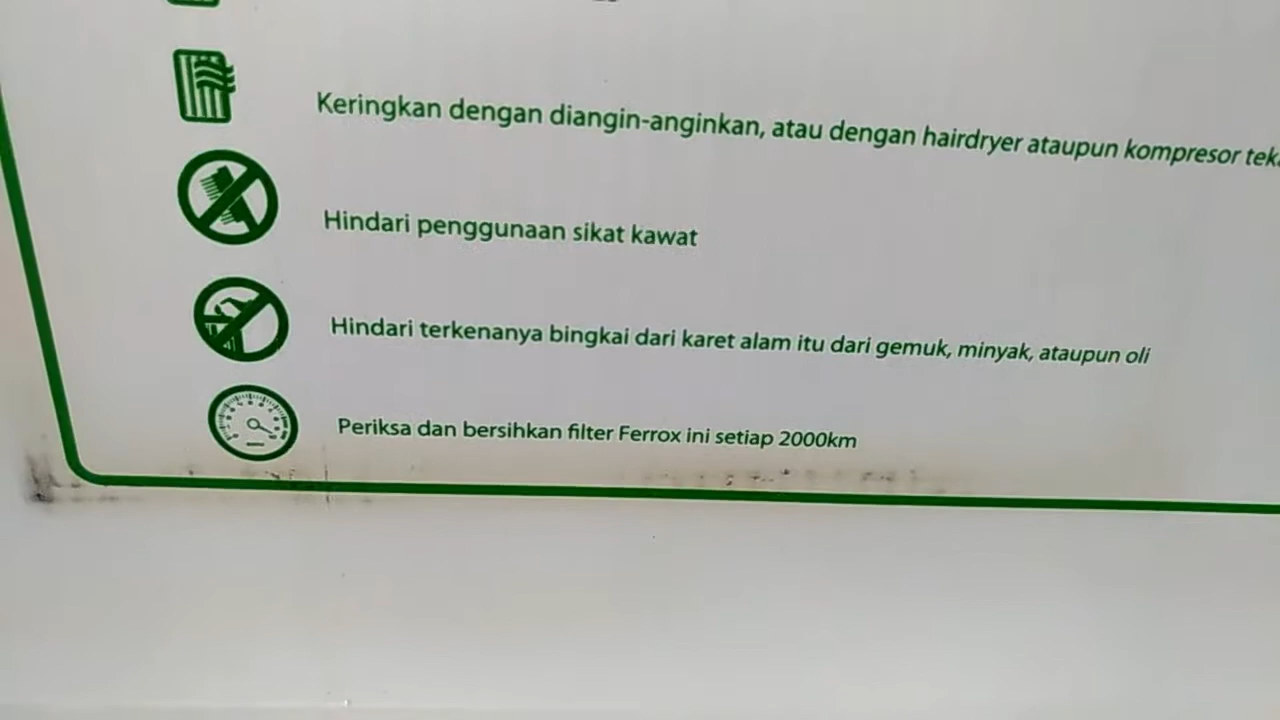 Keringkan dengan diangin-anginkan, atau dengan hairdryer ataupun kompresor
Hindari penggunaan sikat kawat
Hindari terkenanya bingkai dari karet alam itu dari gemuk, minyak, ataupun oli
Periksa dan bersihkan filter Ferrox ini setiap 2000km